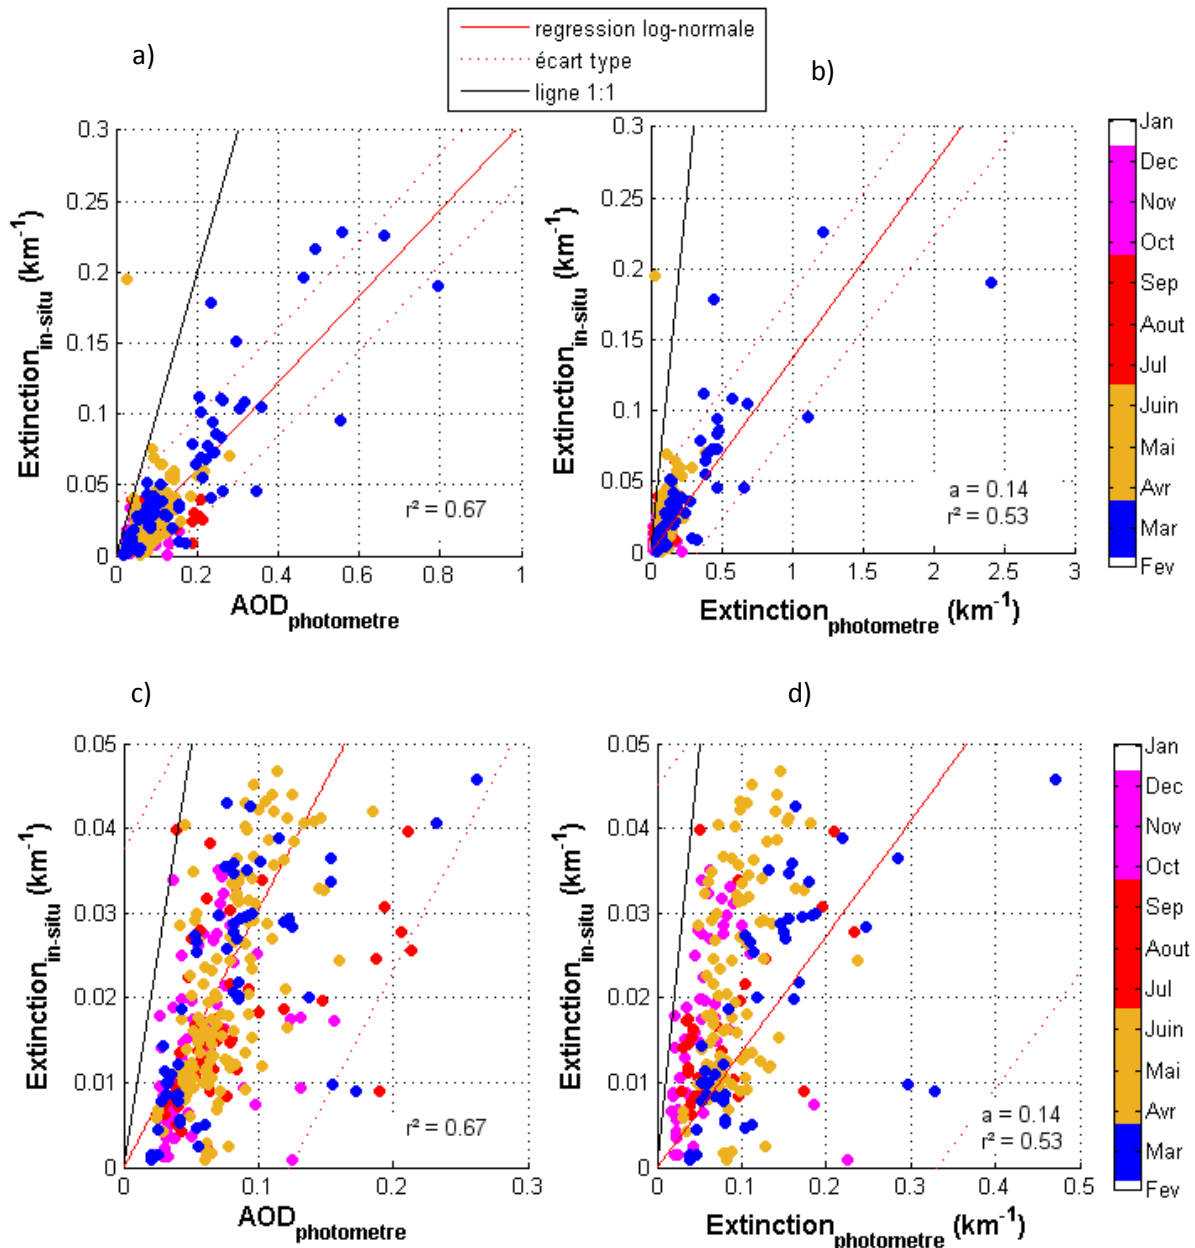 regression log-normale
écart type
ligne 1:1
a)
b)
0.3
0.25
0.2
0.15
0.1
0.05
0
0
0.2
0.4
0.6
0.8
1
Extinction in-situ (km-1)
AOD photometre
r² = 0.67
0.3
0.25
0.2
0.15
0.1
0.05
0
0
0.5
1
1.5
2
2.5
3
Extinction in-situ (km-1)
Extinction photometre (km-1)
a = 0.14
r² = 0.53
Jan
Dec
Nov
Oct
Sep
Aout
Jul
Juin
Mai
Avr
Mar
Fev
c)
d)
0.05
0.04
0.03
0.02
0.01
0
0
0.1
0.2
0.3
Extinction in-situ (km-1)
AOD photometre
r² = 0.67
0.05
0.04
0.03
0.02
0.01
0
0
0.1
0.2
0.3
0.4
0.5
Extinction in-situ (km-1)
Extinction photometre (km-1)
a = 0.14
r² = 0.53
Jan
Dec
Nov
Oct
Sep
Aout
Jul
Juin
Mai
Avr
Mar
Fev